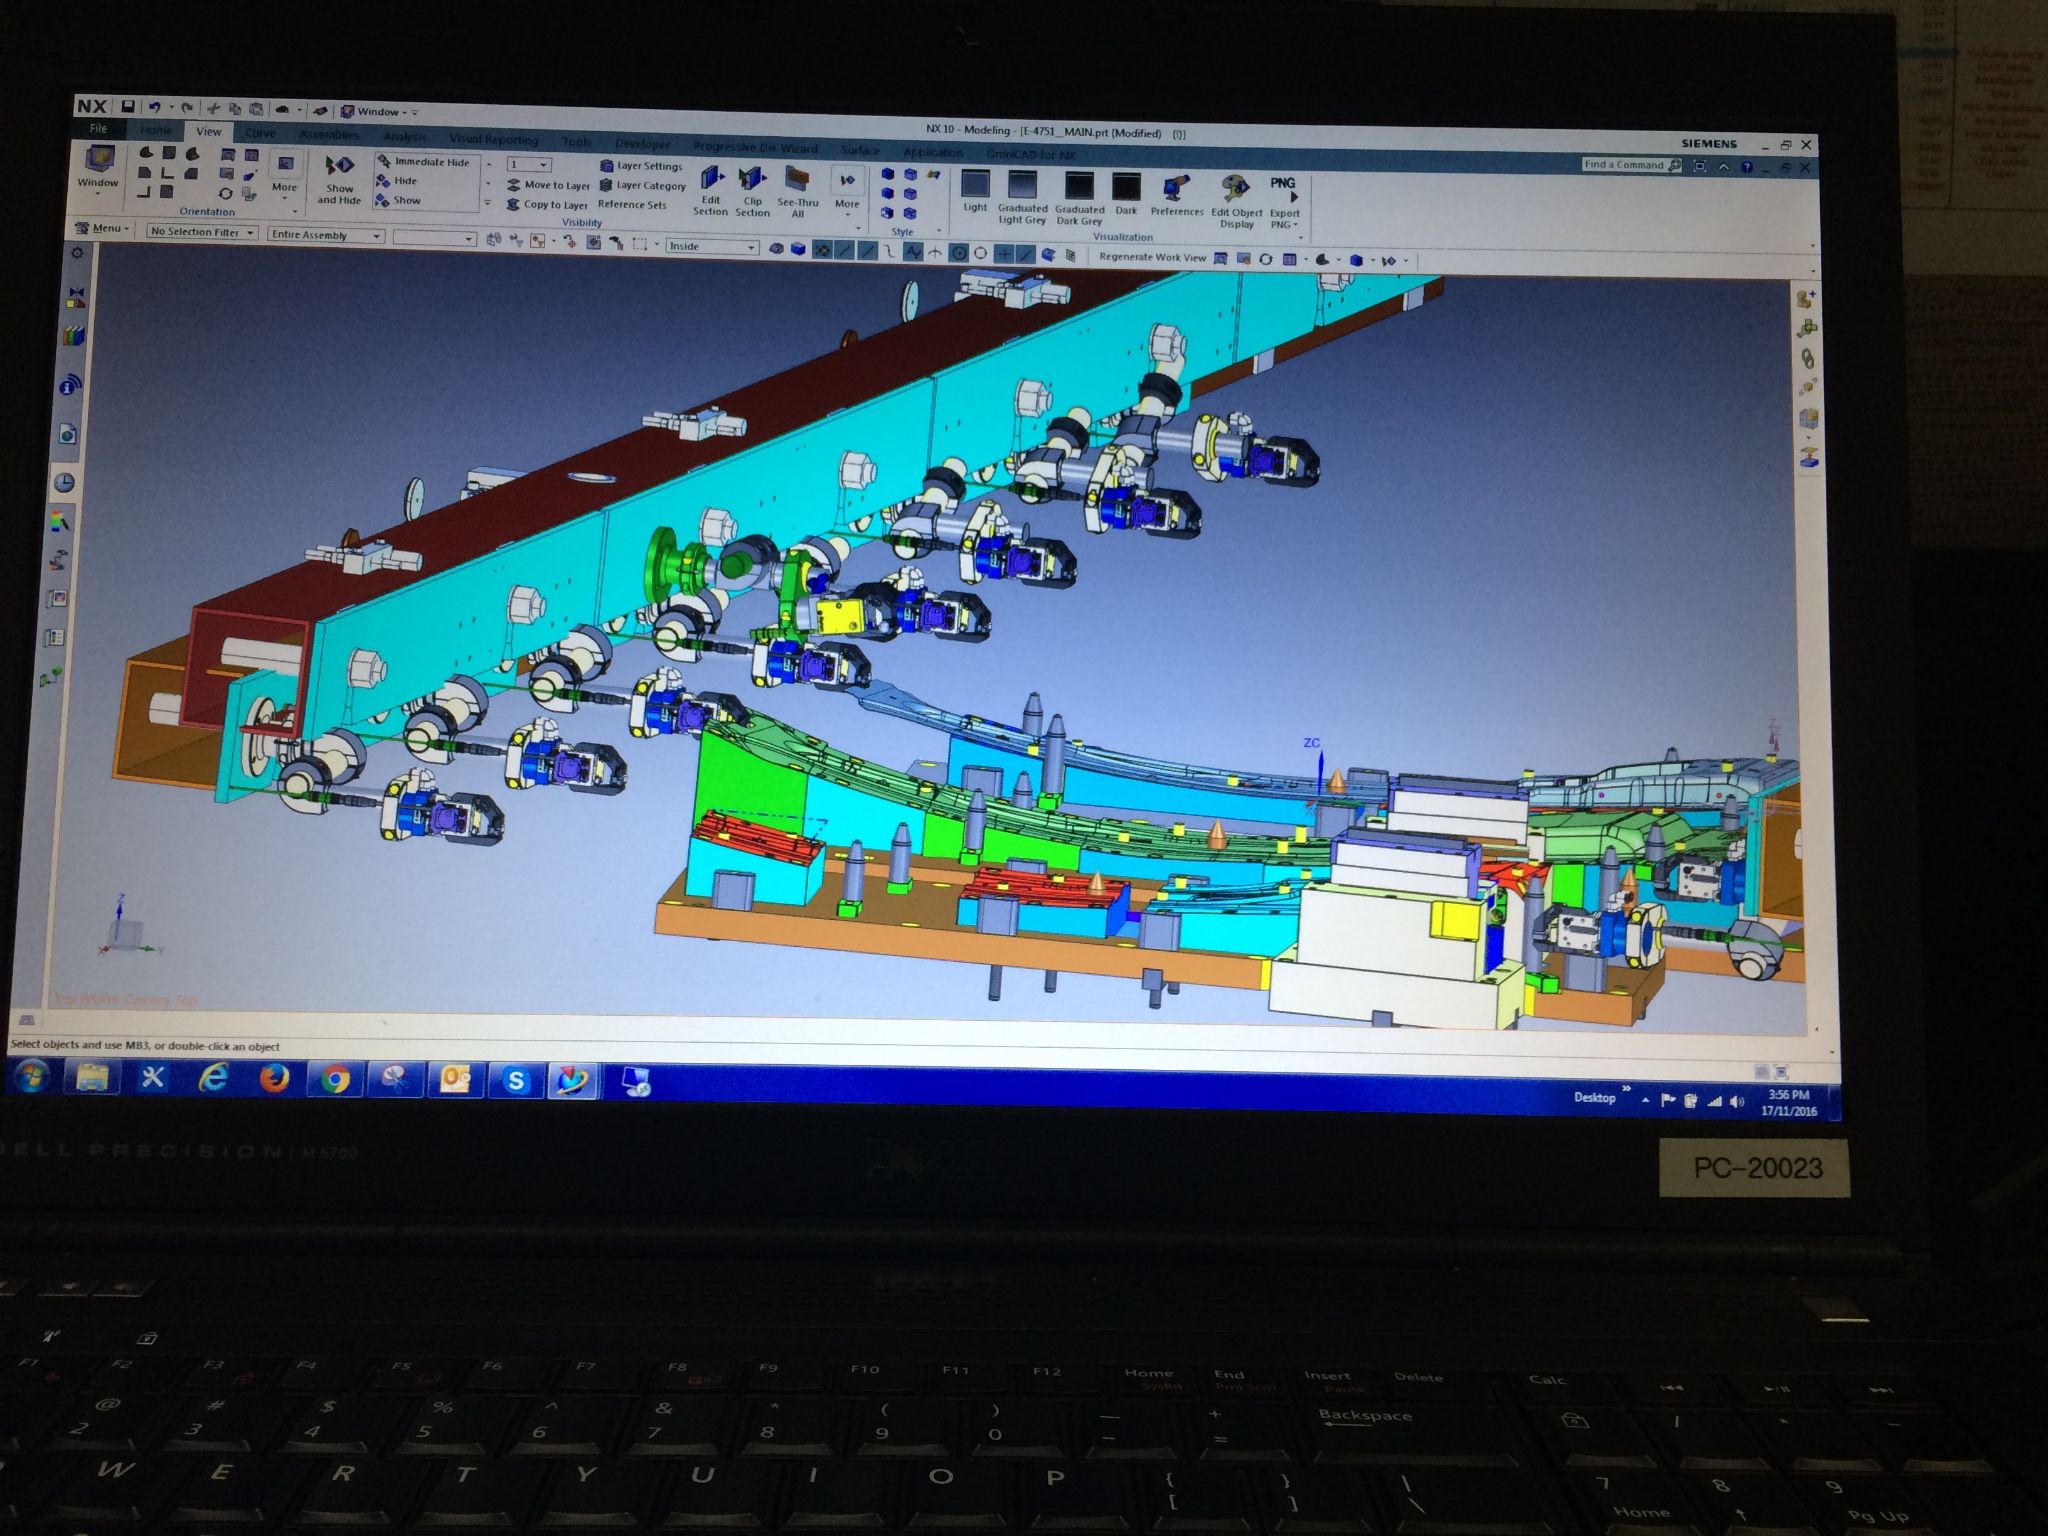 NX
Window
NX 10 - Modeling - [E-4751__MAIN.prt (Modified) (!)]
SIEMENS
File Home View Curve Assemblies Analysis Visual Reporting Tools Developer Progressive Die Wizard Surface Application OmniCAD for NX
Find a Command
Window
Orientation
More
Show and Hide
Immediate Hide
Hide
Show
1
Move to Layer
Copy to Layer
Layer Settings
Layer Category
Reference Sets
Visibility
Edit Section
Clip Section
See-Thru All
More
Style
Light
Graduated Light Grey
Graduated Dark Grey
Dark
Preferences
Edit Object Display
PNG
Export PNG
Visualization
Menu
No Selection Filter
Entire Assembly
Inside
Regenerate Work View
ZC
Z
X
Y
Top WORK Camera Top
Select objects and use MB3, or double-click an object
Desktop
3:56 PM
17/11/2016
ELL PRECISION | M6700
PC-20023
F1 F2 F3 F4 F5 F6 F7 F8 F9 F10 F11 F12 Home End Insert Delete Calc
SysRq Prnt Scrn Pause
@ # $ % ^ & * ( ) _ +
2 3 4 5 6 7 8 9 0 - = Backspace / * -
W E R T Y U I O P { } | 7 8 9
[ ] \ Home Pg Up